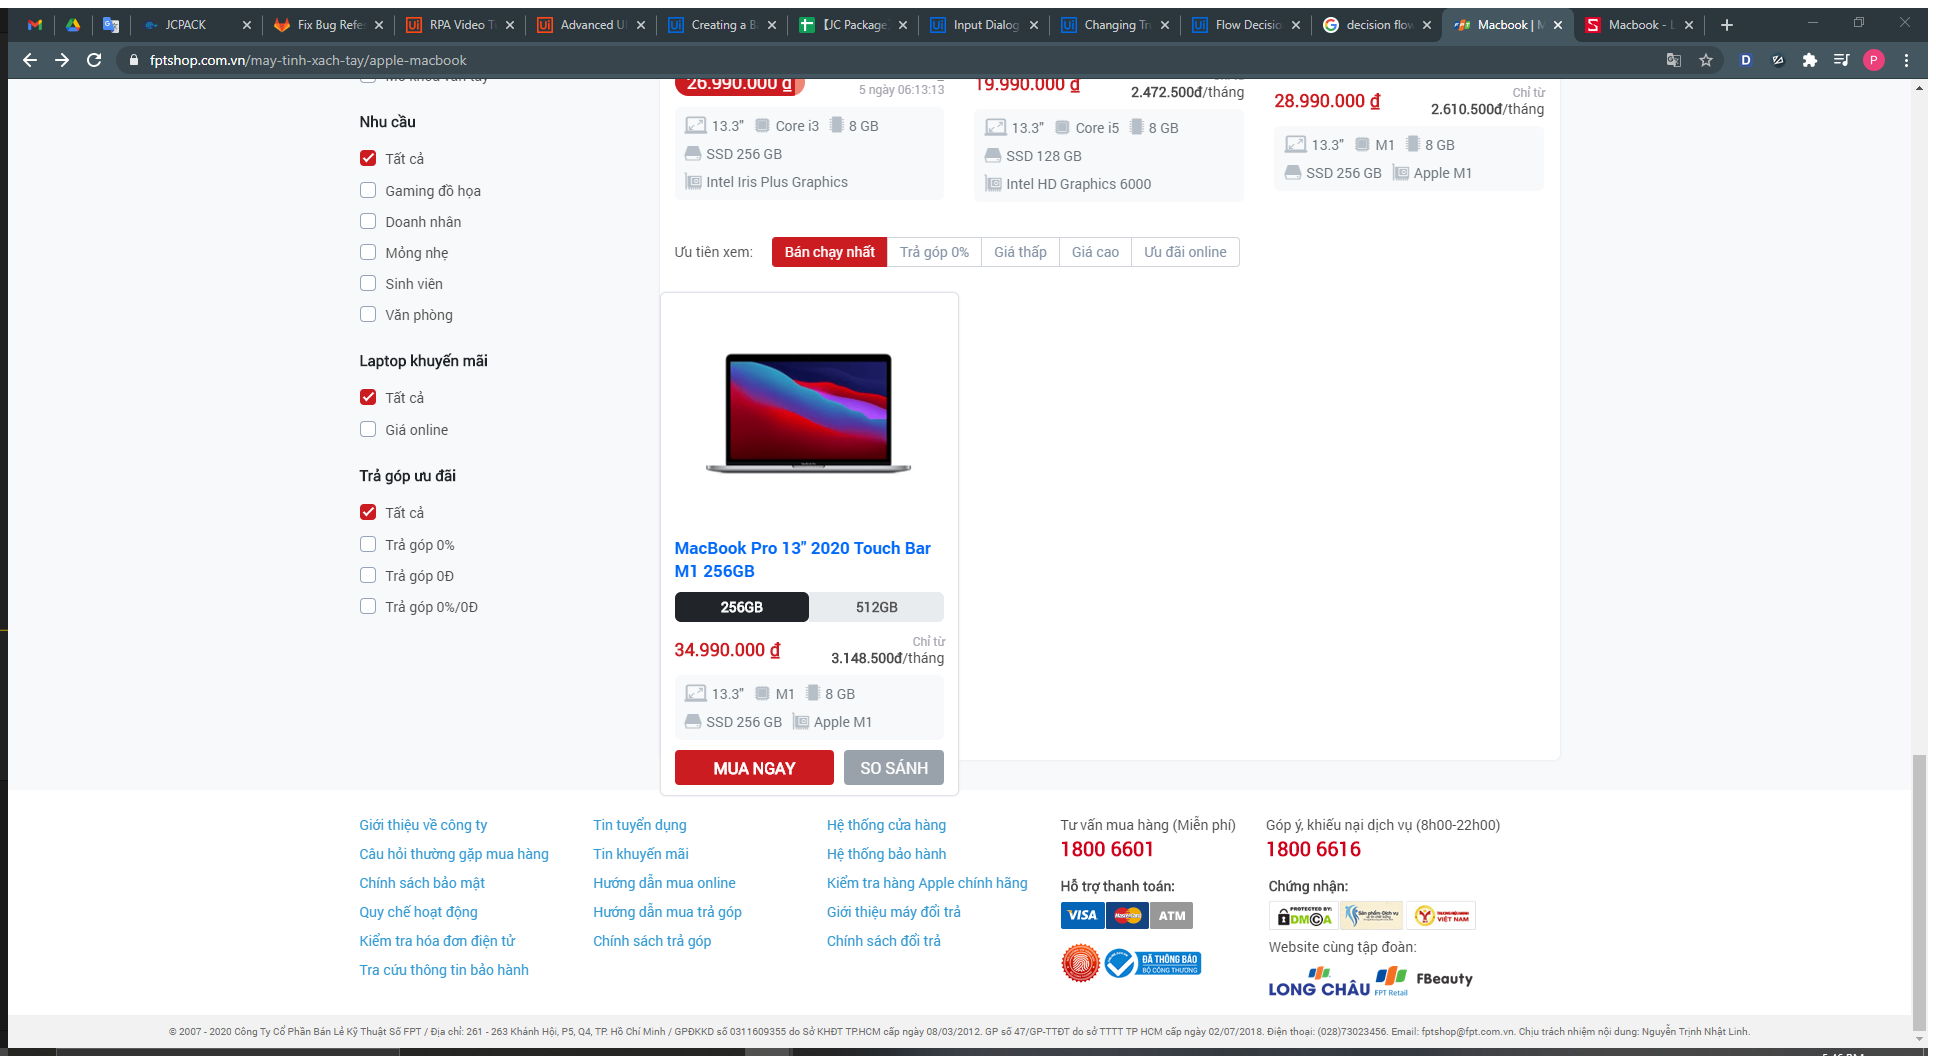 JCPACK
Fix Bug Refe
RPA Video T
Advanced U
Creating a B
【JC Package
Input Dialog
Changing Tr
Flow Decisio
decision flow
Macbook | M
Macbook - L
fptshop.com.vn/may-tinh-xach-tay/apple-macbook
Nhu cầu
Tất cả
Gaming đồ họa
Doanh nhân
Mỏng nhẹ
Sinh viên
Văn phòng
Laptop khuyến mãi
Tất cả
Giá online
Trả góp ưu đãi
Tất cả
Trả góp 0%
Trả góp 0Đ
Trả góp 0%/0Đ
26.990.000 ₫
5 ngày 06:13:13
13.3" Core i3 8 GB
SSD 256 GB
Intel Iris Plus Graphics
19.990.000 ₫
2.472.500đ/tháng
13.3" Core i5 8 GB
SSD 128 GB
Intel HD Graphics 6000
28.990.000 ₫
Chỉ từ
2.610.500đ/tháng
13.3" M1 8 GB
SSD 256 GB Apple M1
Ưu tiên xem: Bán chạy nhất Trả góp 0% Giá thấp Giá cao Ưu đãi online
MacBook Pro 13" 2020 Touch Bar
M1 256GB
256GB 512GB
34.990.000 ₫
Chỉ từ
3.148.500đ/tháng
13.3" M1 8 GB
SSD 256 GB Apple M1
MUA NGAY SO SÁNH
Giới thiệu về công ty
Câu hỏi thường gặp mua hàng
Chính sách bảo mật
Quy chế hoạt động
Kiểm tra hóa đơn điện tử
Tra cứu thông tin bảo hành
Tin tuyển dụng
Tin khuyến mãi
Hướng dẫn mua online
Hướng dẫn mua trả góp
Chính sách trả góp
Hệ thống cửa hàng
Hệ thống bảo hành
Kiểm tra hàng Apple chính hãng
Giới thiệu máy đổi trả
Chính sách đổi trả
Tư vấn mua hàng (Miễn phí)
1800 6601
Hỗ trợ thanh toán:
VISA MasterCard ATM
ĐÃ THÔNG BÁO
BỘ CÔNG THƯƠNG
Góp ý, khiếu nại dịch vụ (8h00-22h00)
1800 6616
Chứng nhận:
PROTECTED BY:
DMCA
THƯƠNG HIỆU MẠNH
VIỆT NAM
Website cùng tập đoàn:
LONG CHÂU
FPT Retail
FBeauty
© 2007 - 2020 Công Ty Cổ Phần Bán Lẻ Kỹ Thuật Số FPT / Địa chỉ: 261 - 263 Khánh Hội, P5, Q4, TP. Hồ Chí Minh / GPĐKKD số 0311609355 do Sở KHĐT TP.HCM cấp ngày 08/03/2012. GP số 47/GP-TTĐT do sở TTTT TP HCM cấp ngày 02/07/2018. Điện thoại: (028)73023456. Email: fptshop@fpt.com.vn. Chịu trách nhiệm nội dung: Nguyễn Trịnh Nhật Linh.